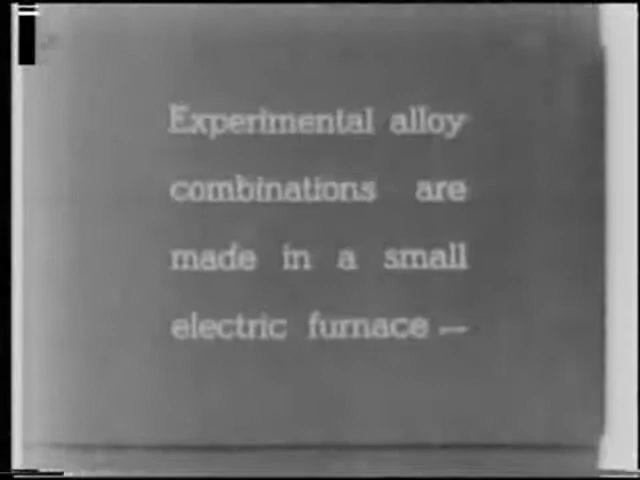 Experimental alloy
combinations are
made in a small
electric furnace —